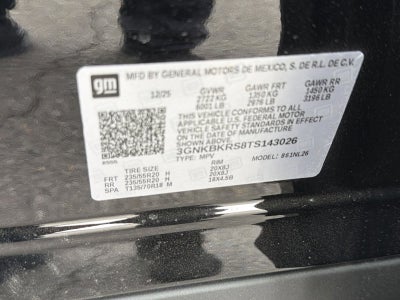 gm
MFD BY GENERAL MOTORS DE MEXICO, S. DE R.L. DE C.V.
12/25 GVWR GAWR FRT GAWR RR
2722 KG 1350 KG 1450 KG
6001 LB 2976 LB 3196 LB
THIS VEHICLE CONFORMS TO ALL
APPLICABLE U.S. FEDERAL MOTOR
VEHICLE SAFETY
STANDARDS IN EFFECT
ON THE DATE OF MANUFACTURE
SHOWN ABOVE.
3GNKBKRS8TS143026
TYPE: MPV MODEL: 1NL26
TIRE SIZE RIM
FRT 235/55R20 H 20X8J
RR 235/55R20 H 20X8J
SPA T135/70R18 M 18X4.5B